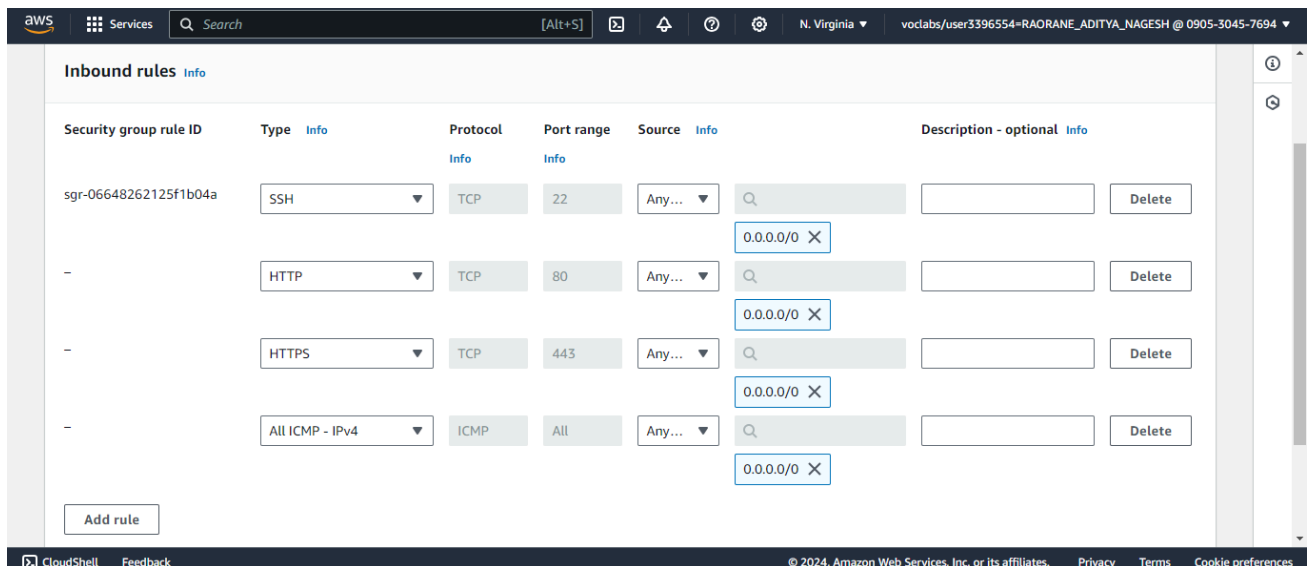 aws Services Search [Alt+S] N. Virginia voclabs/user3396554=RAORANE_ADITYA_NAGESH @ 0905-3045-7694
Inbound rules Info
Security group rule ID Type Info Protocol Port range Source Info Description - optional Info
Info Info
sgr-06648262125f1b04a SSH TCP 22 Any... Delete
0.0.0.0/0
– HTTP TCP 80 Any... Delete
0.0.0.0/0
– HTTPS TCP 443 Any... Delete
0.0.0.0/0
– All ICMP - IPv4 ICMP All Any... Delete
0.0.0.0/0
Add rule
CloudShell Feedback © 2024, Amazon Web Services, Inc. or its affiliates. Privacy Terms Cookie preferences